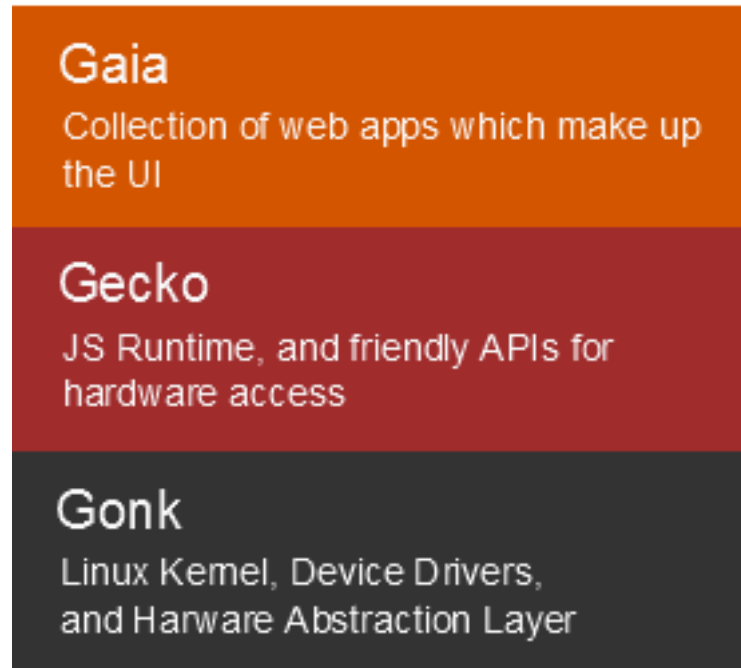 Gaia
Collection of web apps which make up
the UI
Gecko
JS Runtime, and friendly APIs for
hardware access
Gonk
Linux Kernel, Device Drivers,
and Harware Abstraction Layer